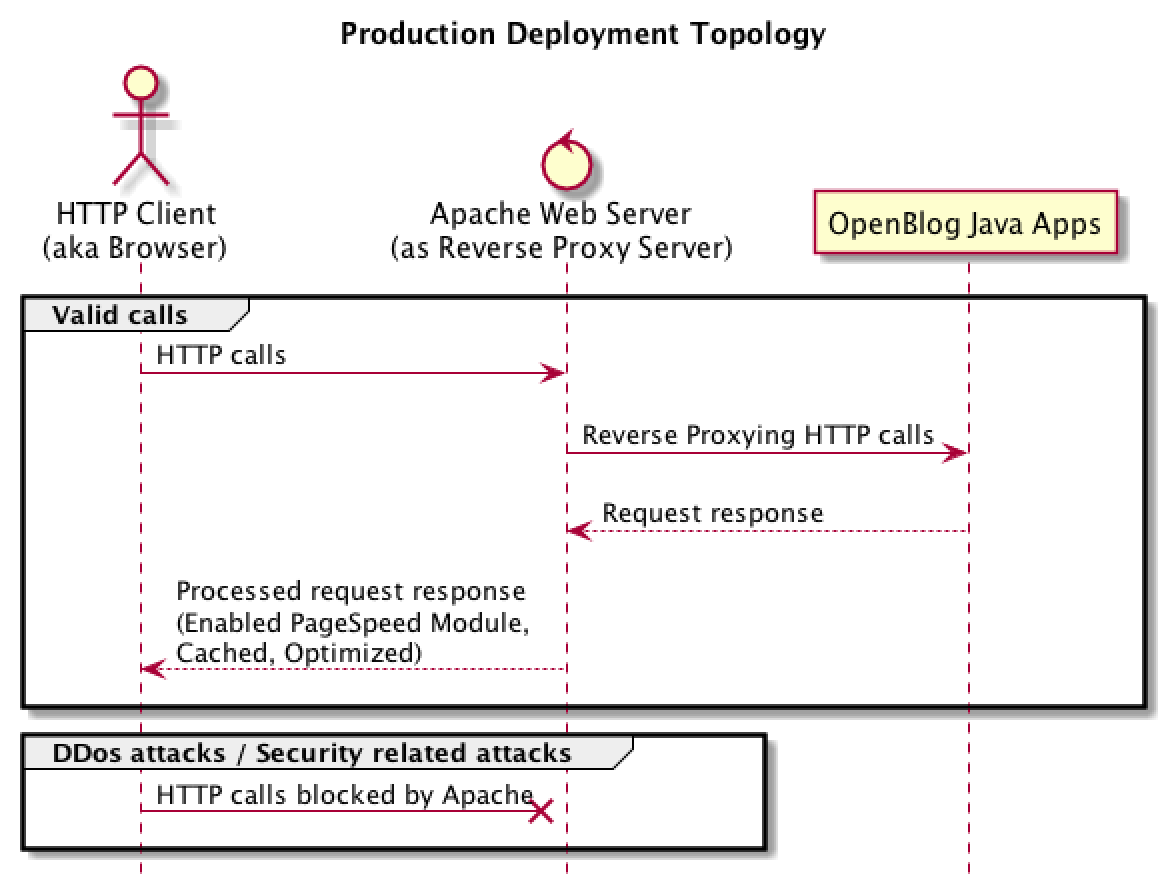 Production Deployment Topology
HTTP Client
(aka Browser)
Apache Web Server
(as Reverse Proxy Server)
OpenBlog Java Apps
Valid calls
HTTP calls
Reverse Proxying HTTP calls
Request response
Processed request response
(Enabled PageSpeed Module,
Cached, Optimized)
DDos attacks / Security related attacks
HTTP calls blocked by Apache